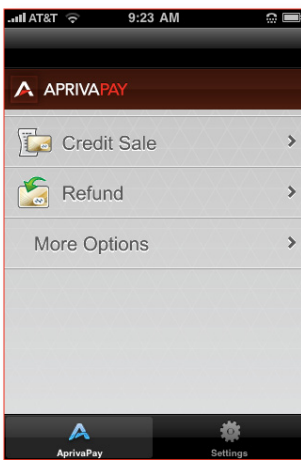 AT&T 9:23 AM
APRIVAPAY
Credit Sale
Refund
More Options
AprivaPay Settings